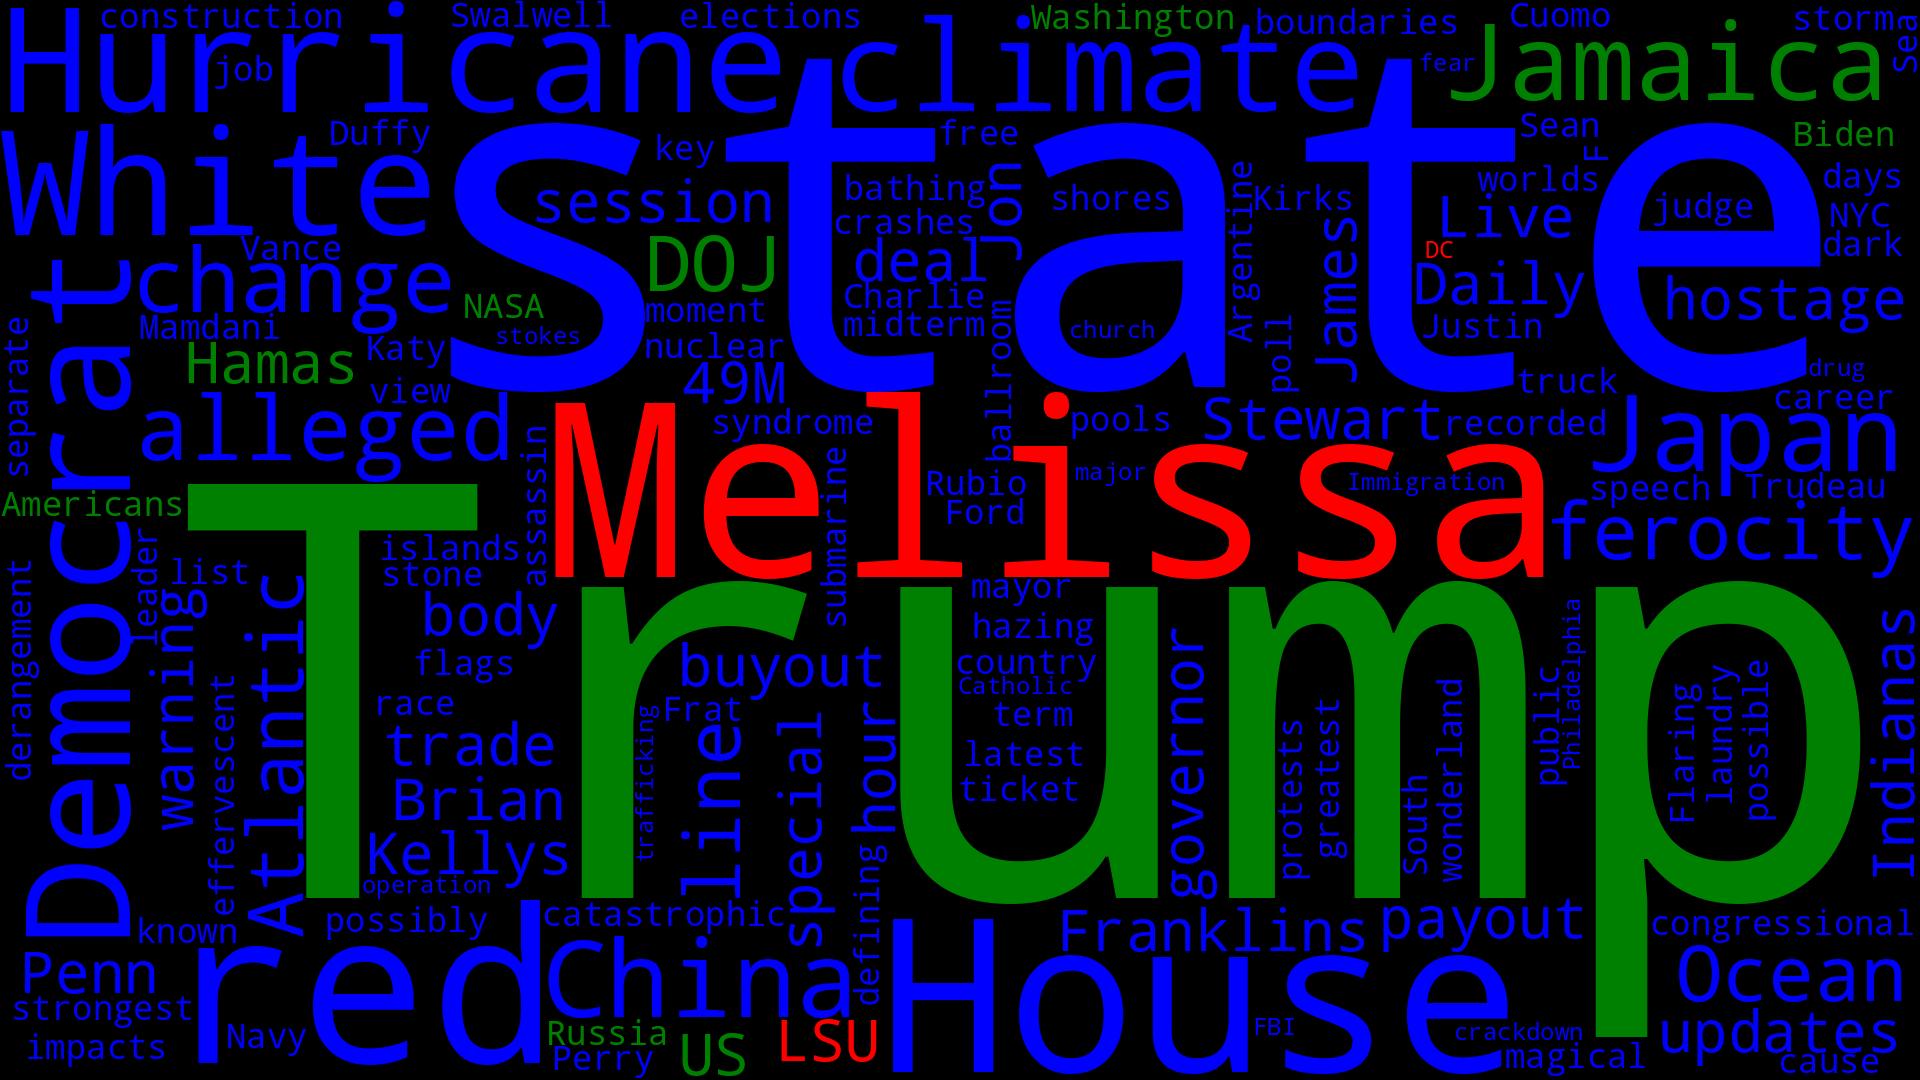 construction
Swalwell
elections
Washington
boundaries
Cuomo
storm
Sea
Hurricane
climate
Jamaica
job
fear
White
state
Duffy
key
free
Sean
F
Biden
session
bathing
Jon
shores
Argentine
Kirks
worlds
days
crashes
Live
judge
NYC
Vance
change
DOJ
deal
James
DC
dark
Democrat
NASA
moment
Charlie
Daily
hostage
Mamdani
stokes
midterm
church
Justin
separate
Hamas
Katy
nuclear
ballroom
poll
view
49M
truck
drug
career
alleged
syndrome
pools
Stewart
recorded
Japan
assassin
Melissa
submarine
Rubio
major
Immigration
speech
Trudeau
Americans
Ford
ferocity
Trump
leader
islands
list
stone
mayor
derangement
warning
Atlantic
body
hazing
governor
public
Philadelphia
Indianas
flags
buyout
country
Catholic
effervescent
race
trafficking
Frat
term
Flaring
laundry
possible
trade
line
special
hour
latest
protests
greatest
South
wonderland
Brian
ticket
Kellys
operation
defining
known
possibly
catastrophic
Franklins
payout
congressional
Penn
red
China
House
Ocean
strongest
Navy
Russia
US
LSU
FBI
crackdown
updates
impacts
Perry
magical
cause